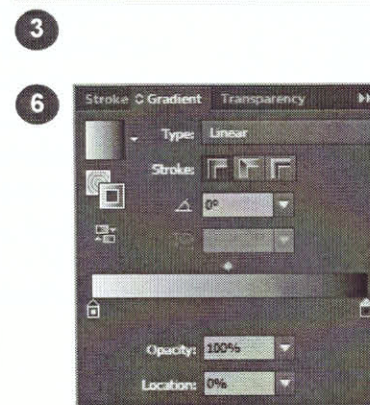 3
6
Stroke Gradient Transparency
Type: Linear
Stroke:
0°
Opacity: 100%
Location: 0%